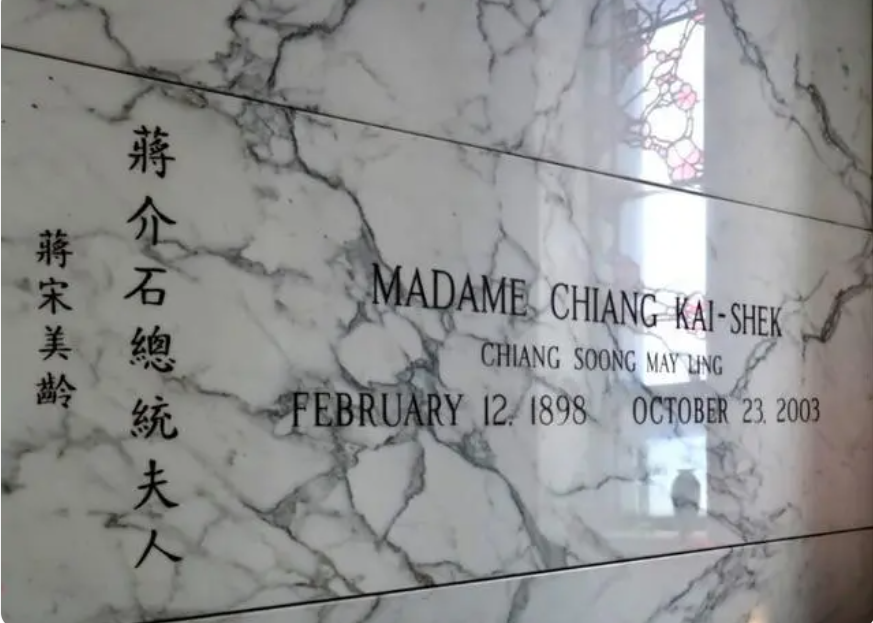 蔣介石總統夫人
蔣宋美齡
MADAME CHIANG KAI-SHEK
CHIANG SOONG MAY LING
FEBRUARY 12, 1898 OCTOBER 23, 2003